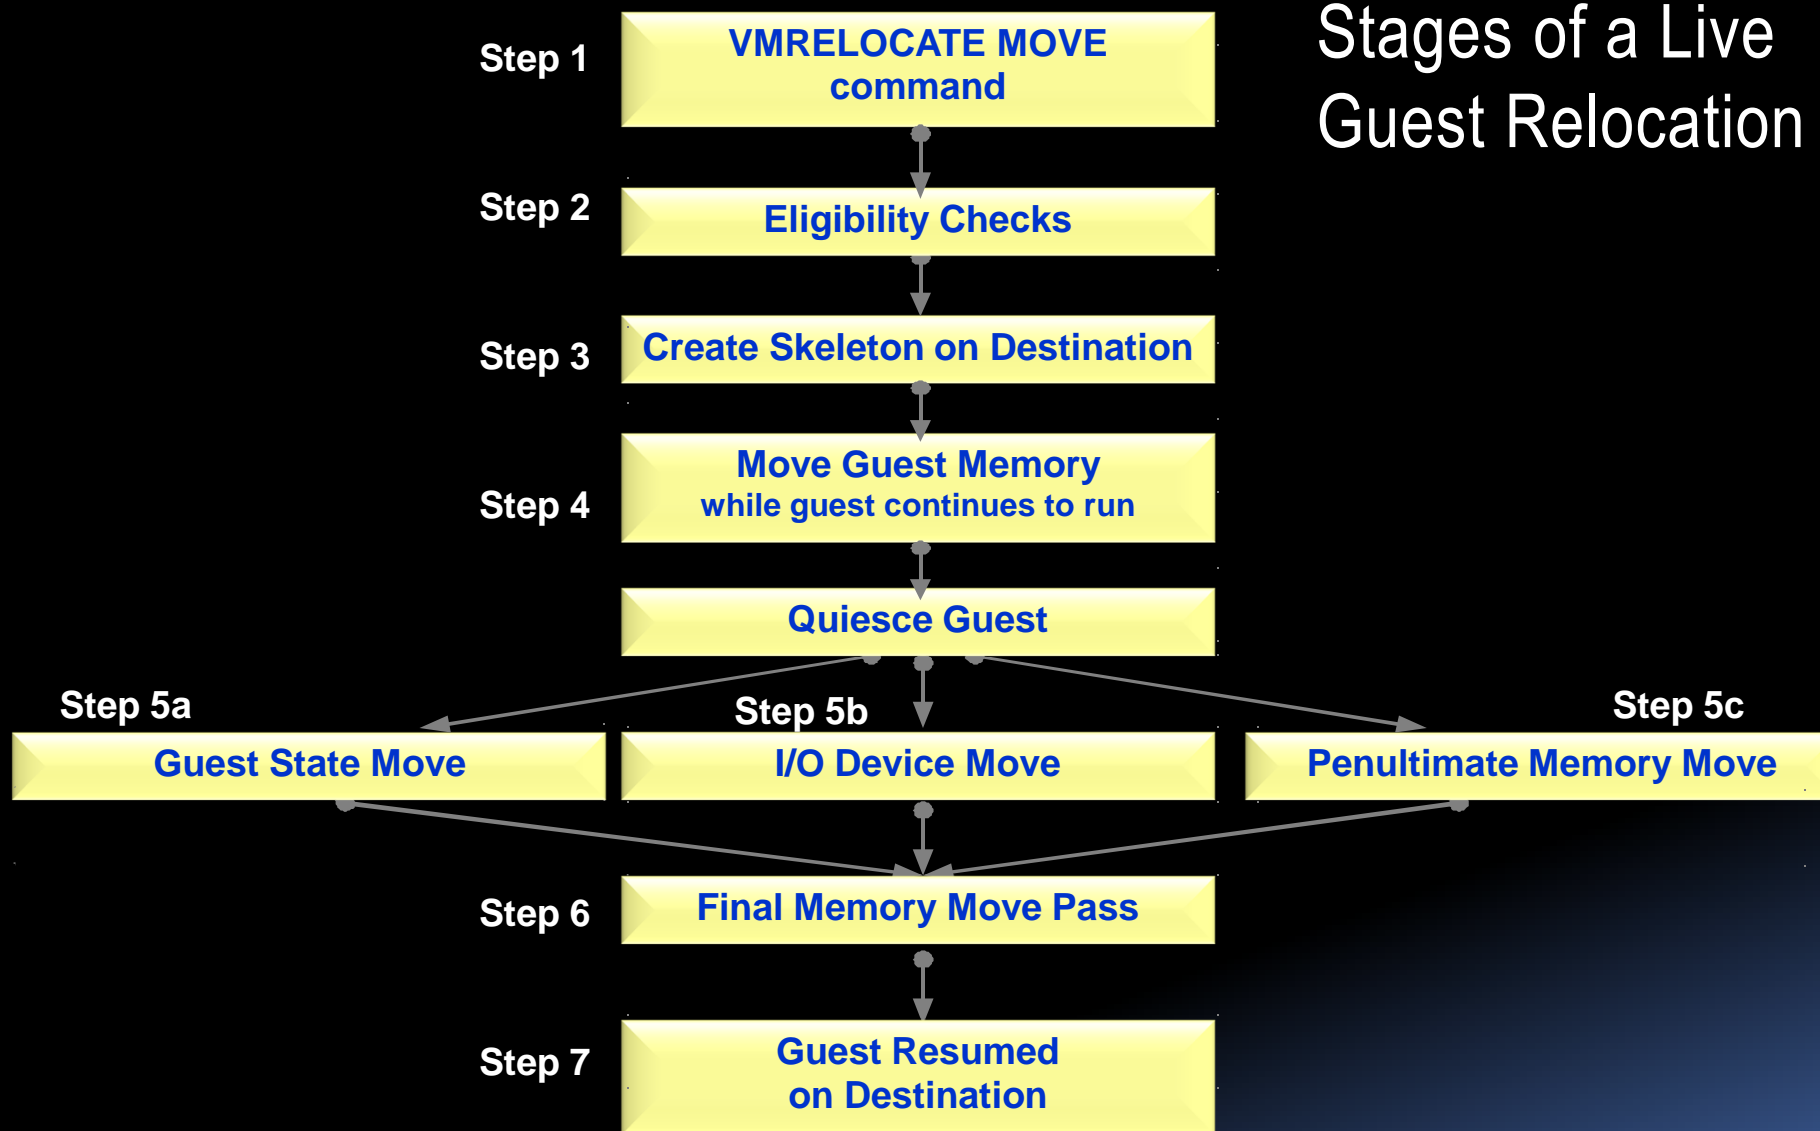 Stages of a Live
Guest Relocation
Step 1
VMRELOCATE MOVE
command
Step 2
Eligibility Checks
Step 3
Create Skeleton on Destination
Step 4
Move Guest Memory
while guest continues to run
Quiesce Guest
Step 5a
Guest State Move
Step 5b
I/O Device Move
Step 5c
Penultimate Memory Move
Step 6
Final Memory Move Pass
Step 7
Guest Resumed
on Destination